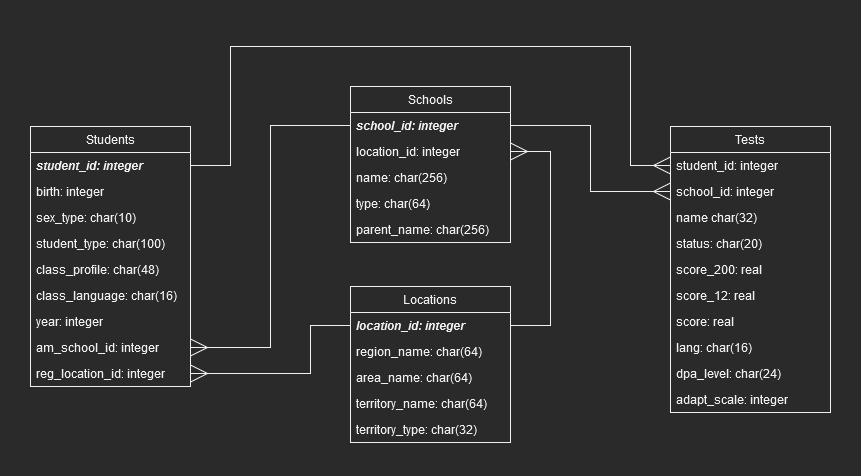 Students
student_id: integer
birth: integer
sex_type: char(10)
student_type: char(100)
class_profile: char(48)
class_language: char(16)
year: integer
am_school_id: integer
reg_location_id: integer
Schools
school_id: integer
location_id: integer
name: char(256)
type: char(64)
parent_name: char(256)
Locations
location_id: integer
region_name: char(64)
area_name: char(64)
territory_name: char(64)
territory_type: char(32)
Tests
student_id: integer
school_id: integer
name char(32)
status: char(20)
score_200: real
score_12: real
score: real
lang: char(16)
dpa_level: char(24)
adapt_scale: integer